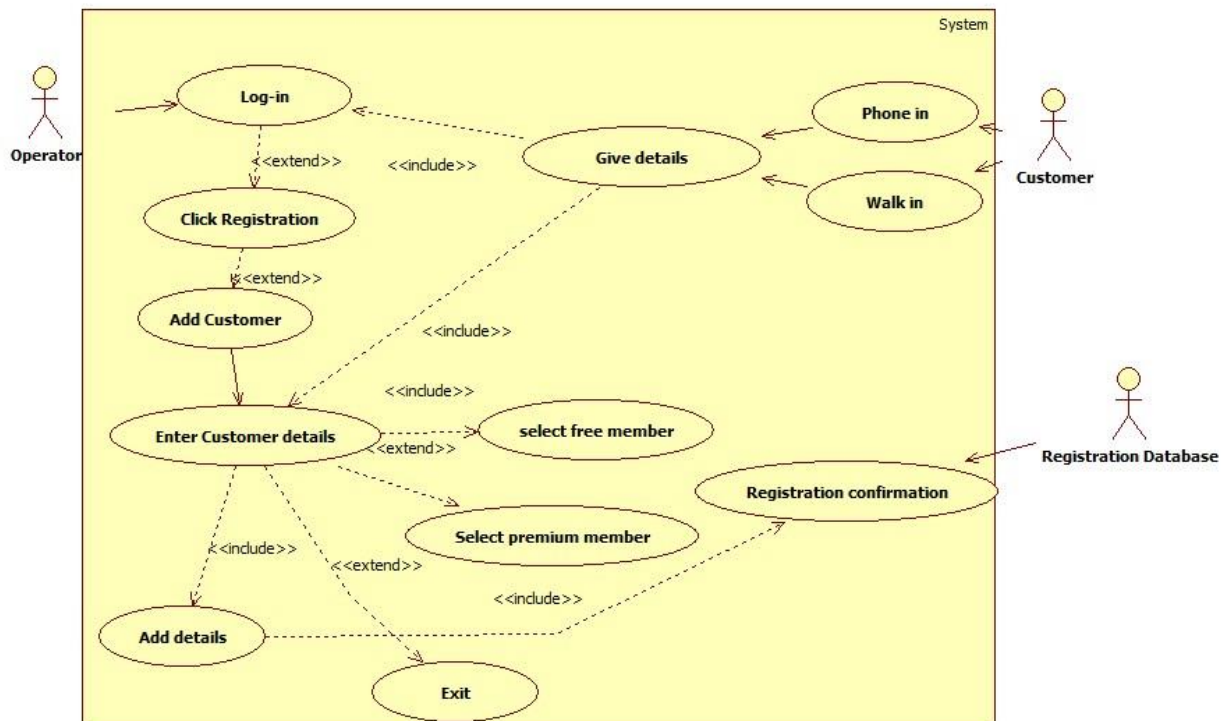 System
Log-in
Phone in
Operator
<<extend>>
<<include>>
Give details
Customer
Walk in
Click Registration
<<extend>>
Add Customer
<<include>>
<<include>>
Enter Customer details
select free member
<<extend>>
Registration Database
Registration confirmation
Select premium member
<<include>>
<<extend>>
<<include>>
Add details
Exit